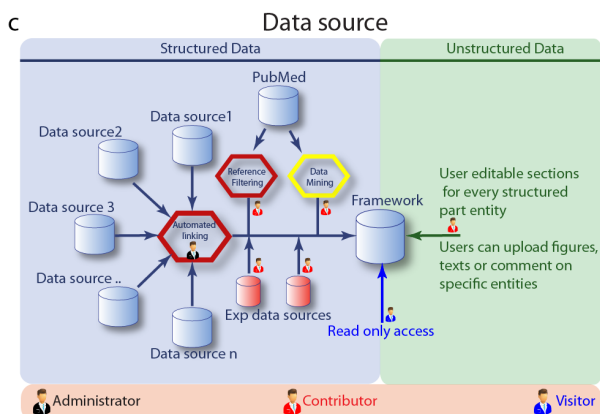 c
Data source
Structured Data
Unstructured Data
PubMed
Data source1
Data source2
Reference
Filtering
Data
Mining
Framework
User editable sections
for every structured
part entity
Data source 3
Automated
linking
Users can upload figures,
texts or comment on
specific entities
Data source ..
Exp data sources
Read only access
Data source n
Administrator
Contributor
Visitor